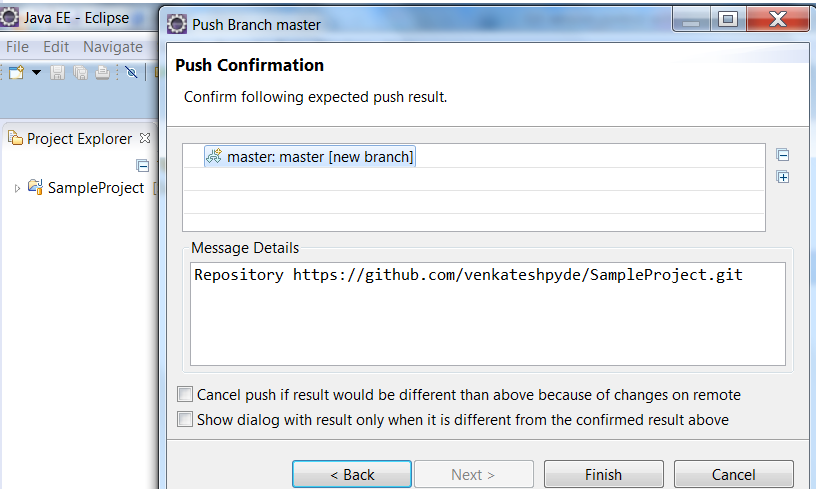 Java EE - Eclipse
File Edit Navigate
Project Explorer
SampleProject [
Push Branch master
Push Confirmation
Confirm following expected push result.
master: master [new branch]
Message Details
Repository https://github.com/venkateshpyde/SampleProject.git
Cancel push if result would be different than above because of changes on remote
Show dialog with result only when it is different from the confirmed result above
< Back Next > Finish Cancel